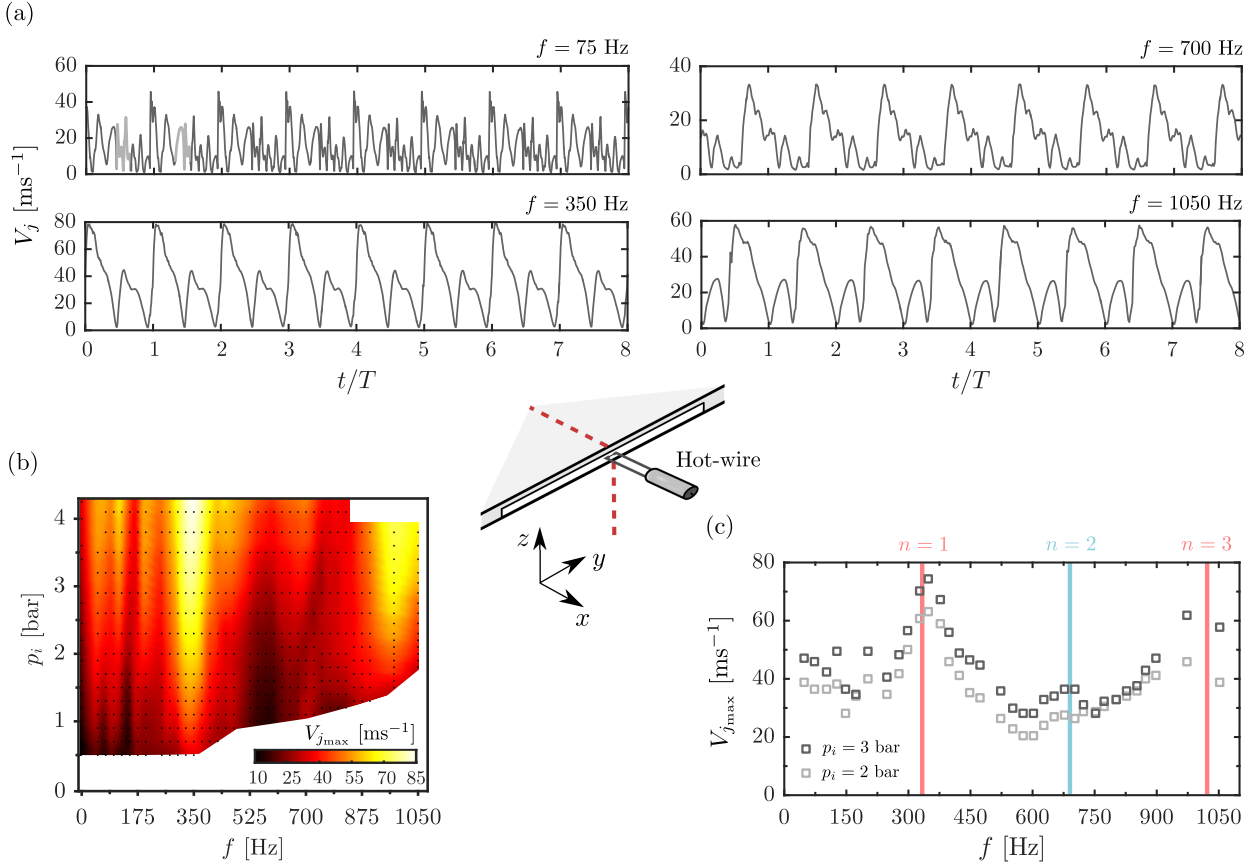 (a)
f = 75 Hz
f = 700 Hz
60
40
20
0
40
20
0
f = 350 Hz
f = 1050 Hz
V_j [ms⁻¹]
80
60
40
20
0
60
40
20
0
0 1 2 3 4 5 6 7 8
0 1 2 3 4 5 6 7 8
t/T
t/T
Hot-wire
z
y
x
(b)
4
3
2
1
0
p_i [bar]
V_{j_max} [ms⁻¹]
10 25 40 55 70 85
0 175 350 525 700 875 1050
f [Hz]
(c)
n = 1
n = 2
n = 3
80
60
40
20
0
V_{j_max} [ms⁻¹]
p_i = 3 bar
p_i = 2 bar
0 150 300 450 600 750 900 1050
f [Hz]